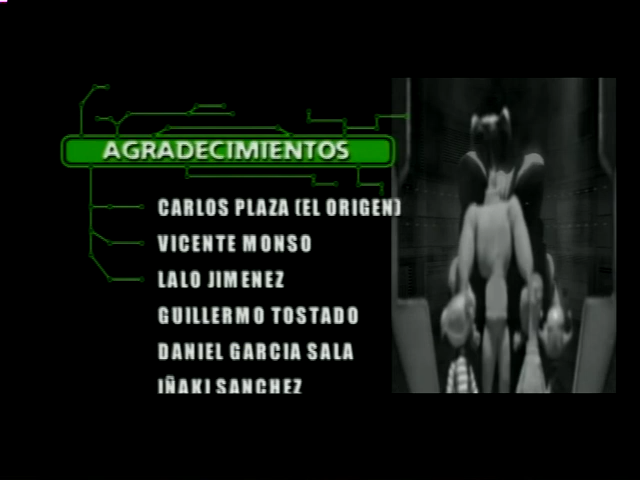 AGRADECIMIENTOS
CARLOS PLAZA (EL ORIGEN)
VICENTE MONSO
LALO JIMENEZ
GUILLERMO TOSTADO
DANIEL GARCIA SALA
IÑAKI SANCHEZ